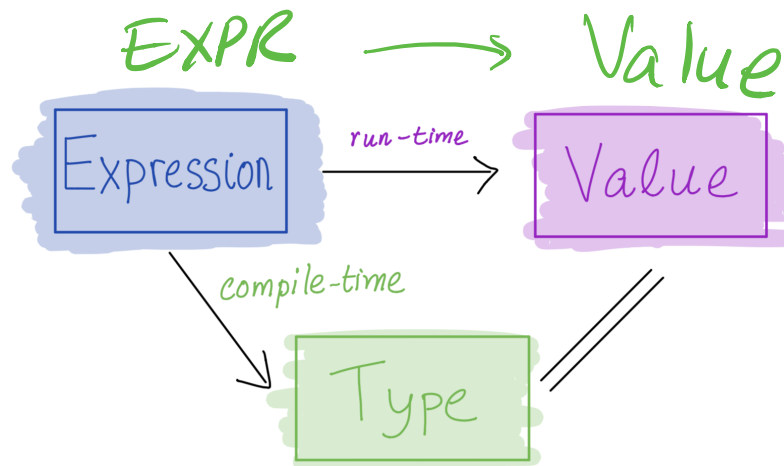 EXPR → Value
Expression run-time Value
compile-time
Type